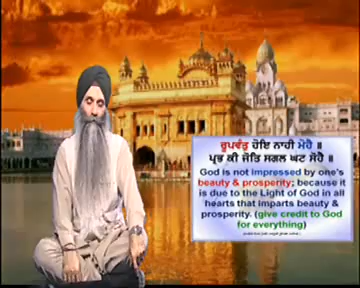 ਰੂਪਵੰਤੁ ਹੋਇ ਨਾਹੀ ਮੋਹੈ ॥
ਪ੍ਰਭ ਕੀ ਜੋਤਿ ਸਗਲ ਘਟ ਸੋਹੈ ॥
God is not impressed by one's
beauty & prosperity; because it
is due to the Light of God in all
hearts that imparts beauty &
prosperity. (give credit to God
for everything)